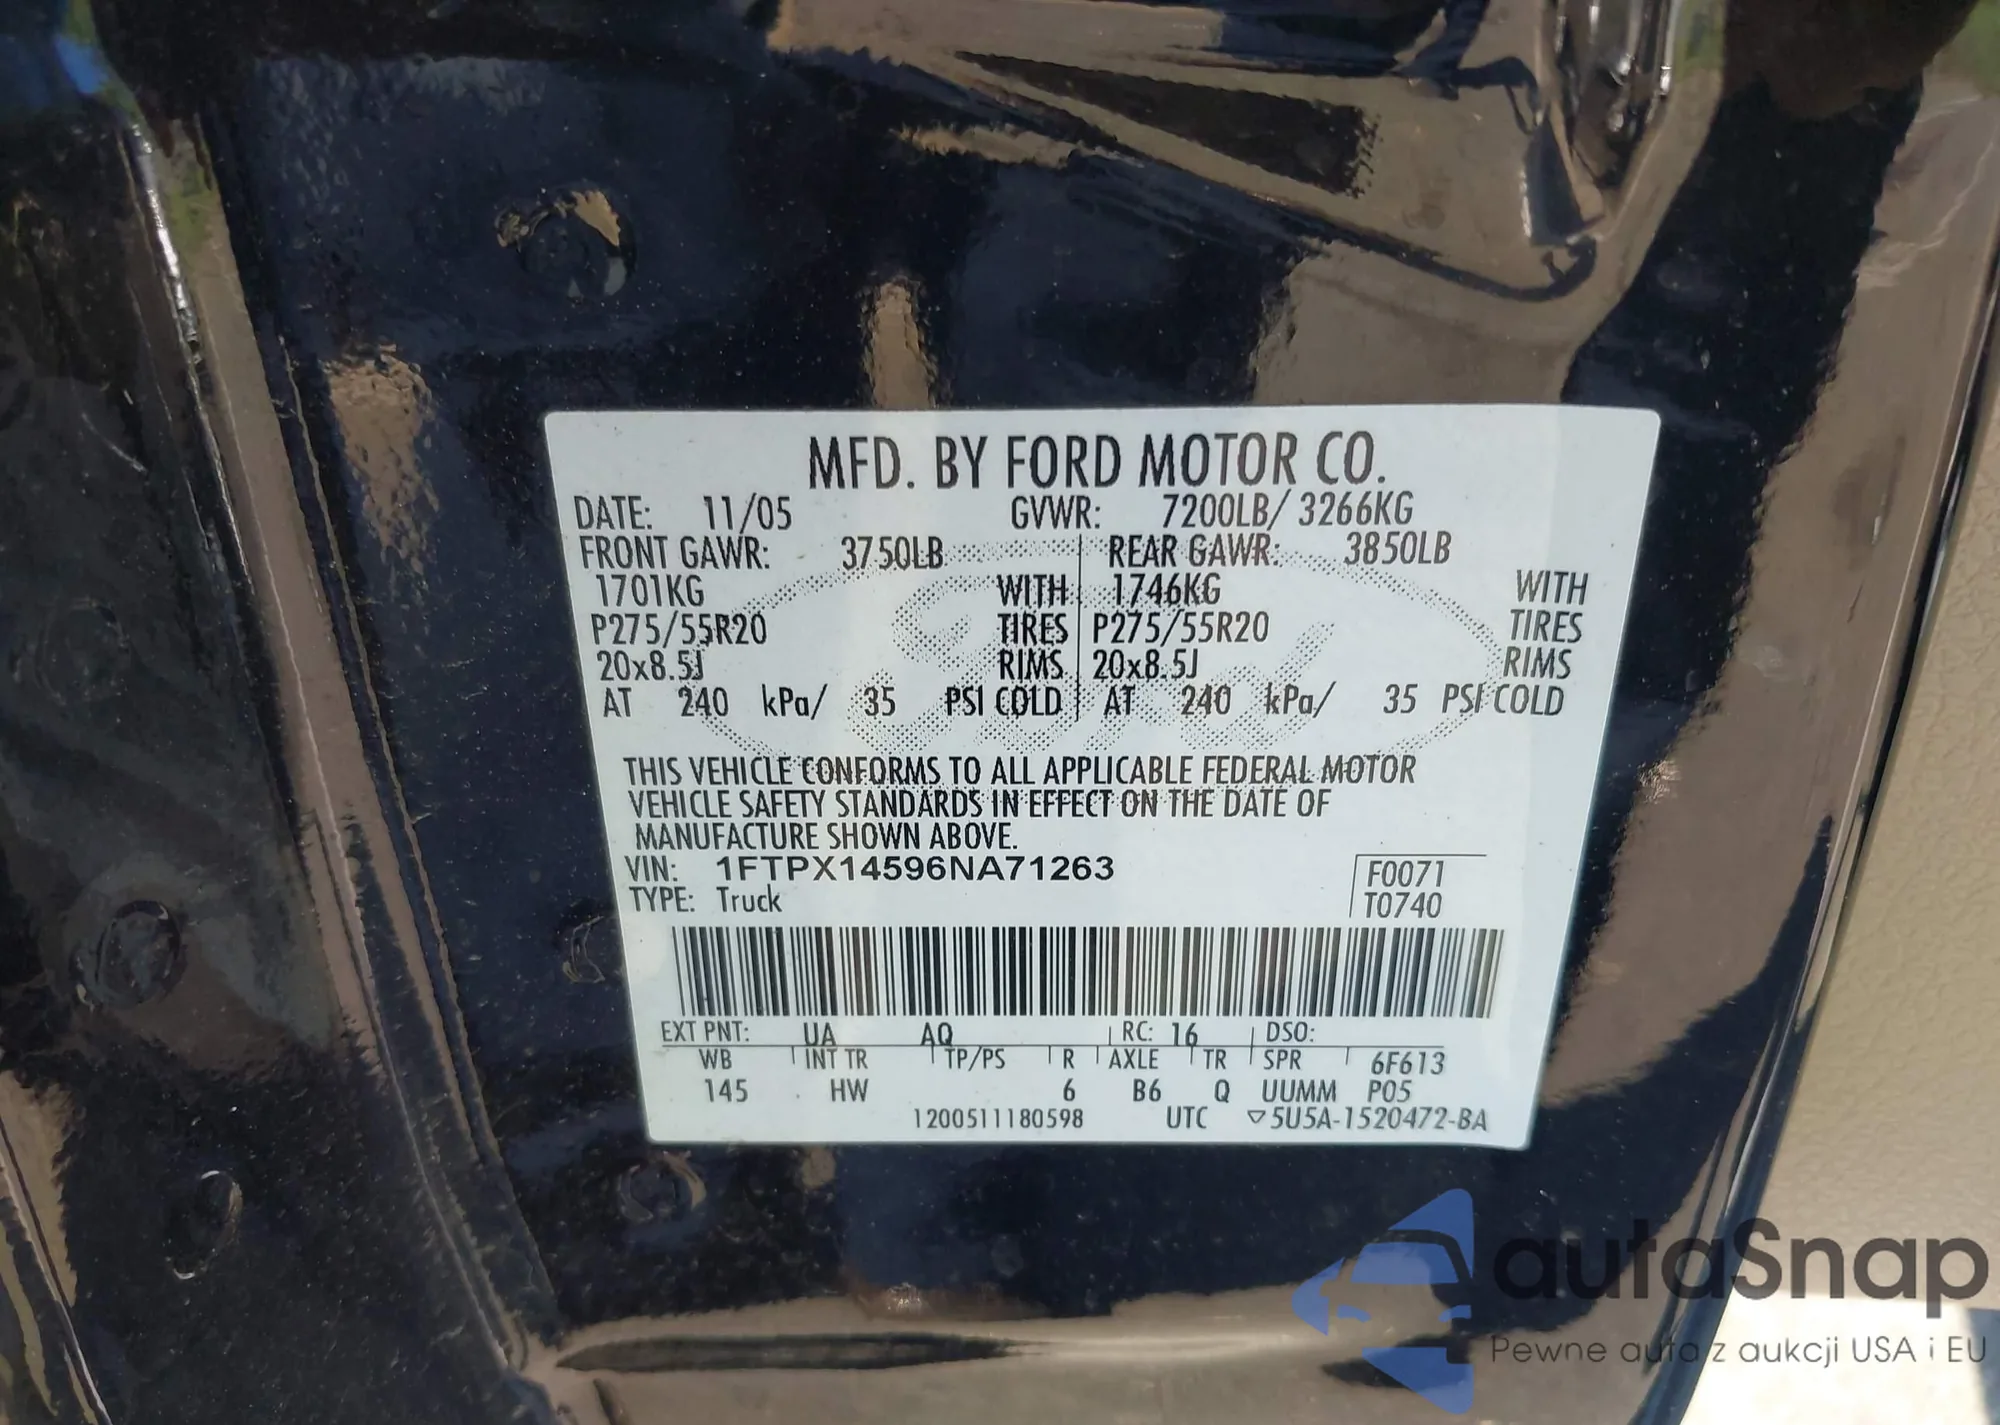 MFD. BY FORD MOTOR CO.
DATE: 11/05 GVWR: 7200LB/ 3266KG
FRONT GAWR: 3750LB REAR GAWR: 3850LB
1701KG WITH 1746KG WITH
P275/55R20 TIRES P275/55R20 TIRES
20x8.5J RIMS 20x8.5J RIMS
AT 240 kPa/ 35 PSI COLD AT 240 kPa/ 35 PSI COLD
THIS VEHICLE CONFORMS TO ALL APPLICABLE FEDERAL MOTOR
VEHICLE SAFETY STANDARDS IN EFFECT ON THE DATE OF
MANUFACTURE SHOWN ABOVE.
VIN: 1FTPX14596NA71263 F0071
TYPE: Truck T0740
EXT PNT: UA AQ RC: 16 DSO:
WB INT TR TP/PS R AXLE TR SPR 6F613
145 HW 6 B6 Q UUMM P05
1200511180598 UTC ▽5U5A-1520472-BA
autaSnap
Pewne auta z aukcji USA i EU